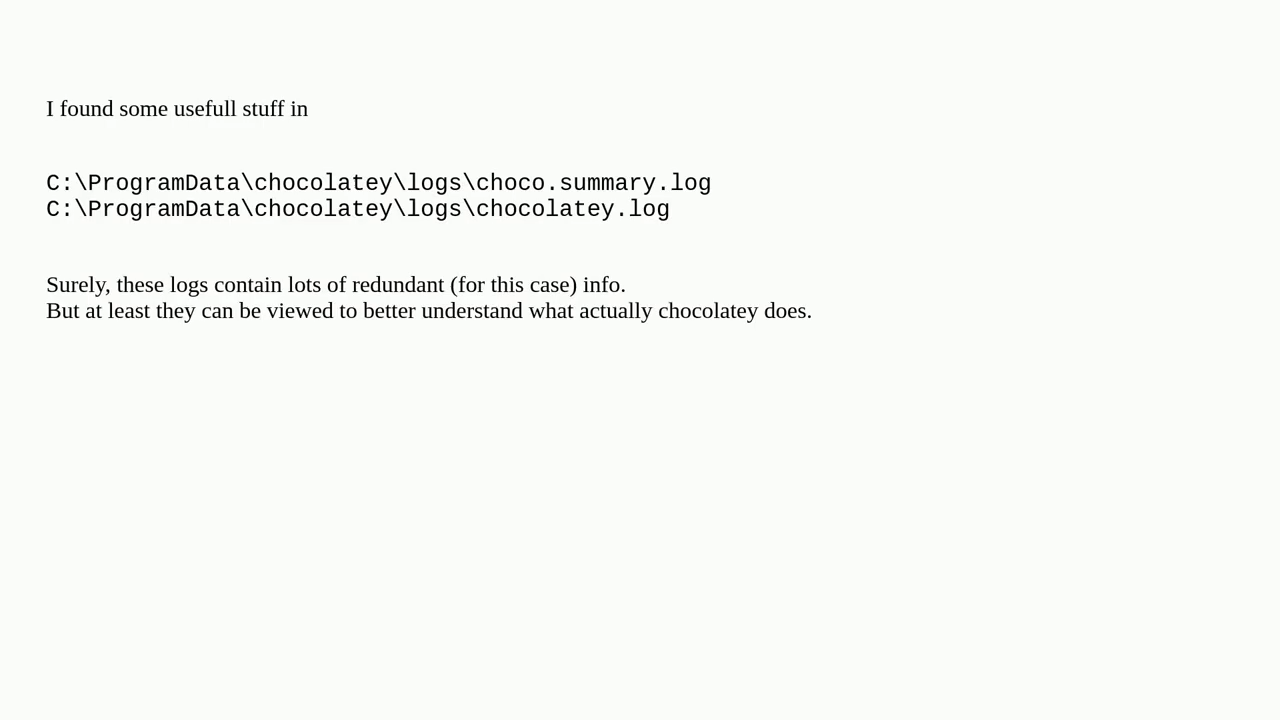 I found some usefull stuff in
C:\ProgramData\chocolatey\logs\choco.summary.log
C:\ProgramData\chocolatey\logs\chocolatey.log
Surely, these logs contain lots of redundant (for this case) info.
But at least they can be viewed to better understand what actually chocolatey does.